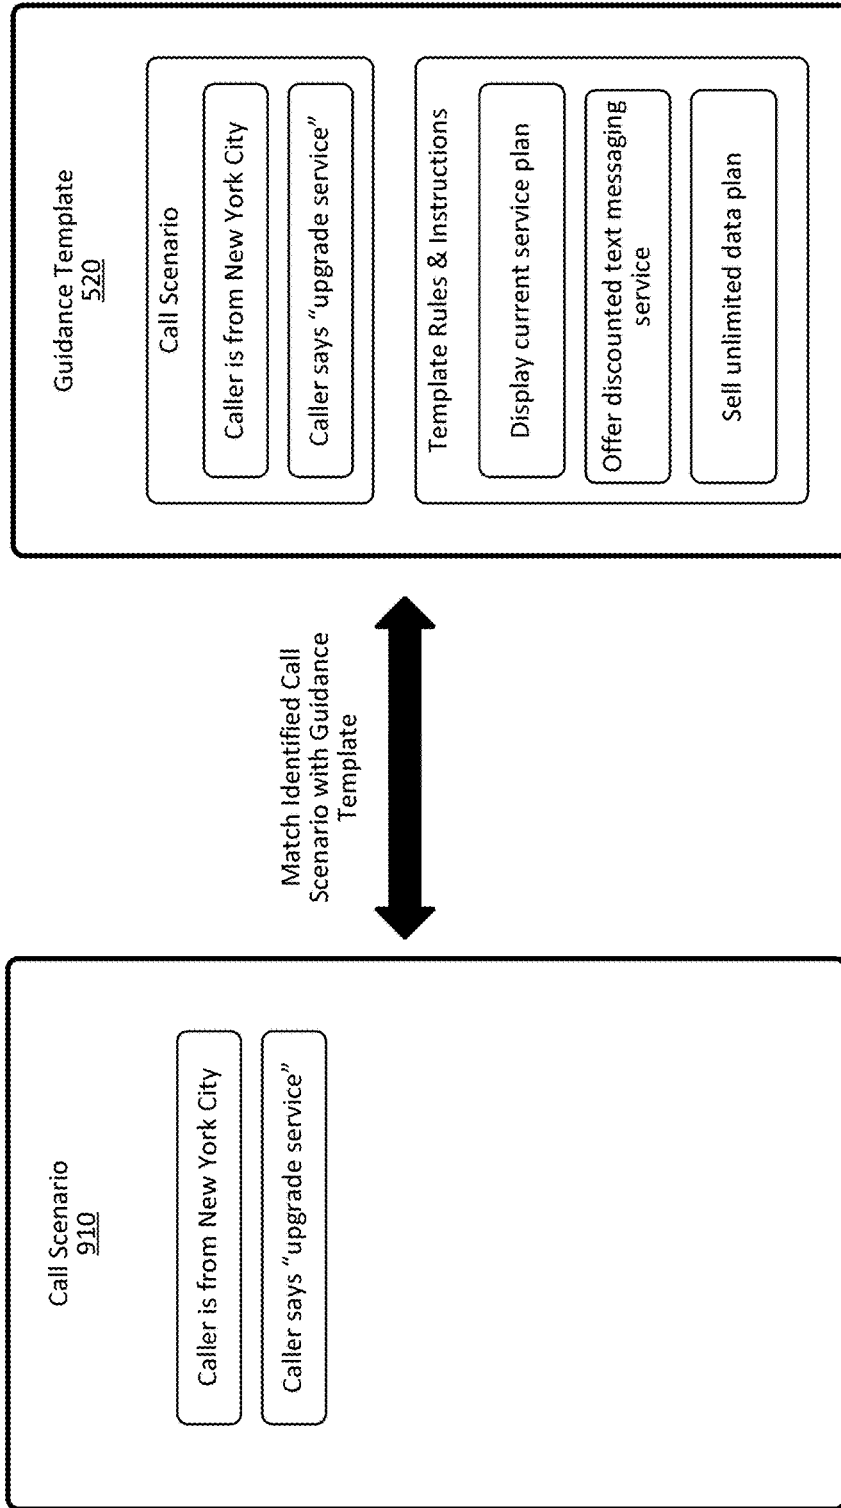 Call Scenario
910
Caller is from New York City
Caller says “upgrade service”
Match Identified Call
Scenario with Guidance
Template
Guidance Template
520
Call Scenario
Caller is from New York City
Caller says “upgrade service”
Template Rules & Instructions
Display current service plan
Offer discounted text messaging
service
Sell unlimited data plan